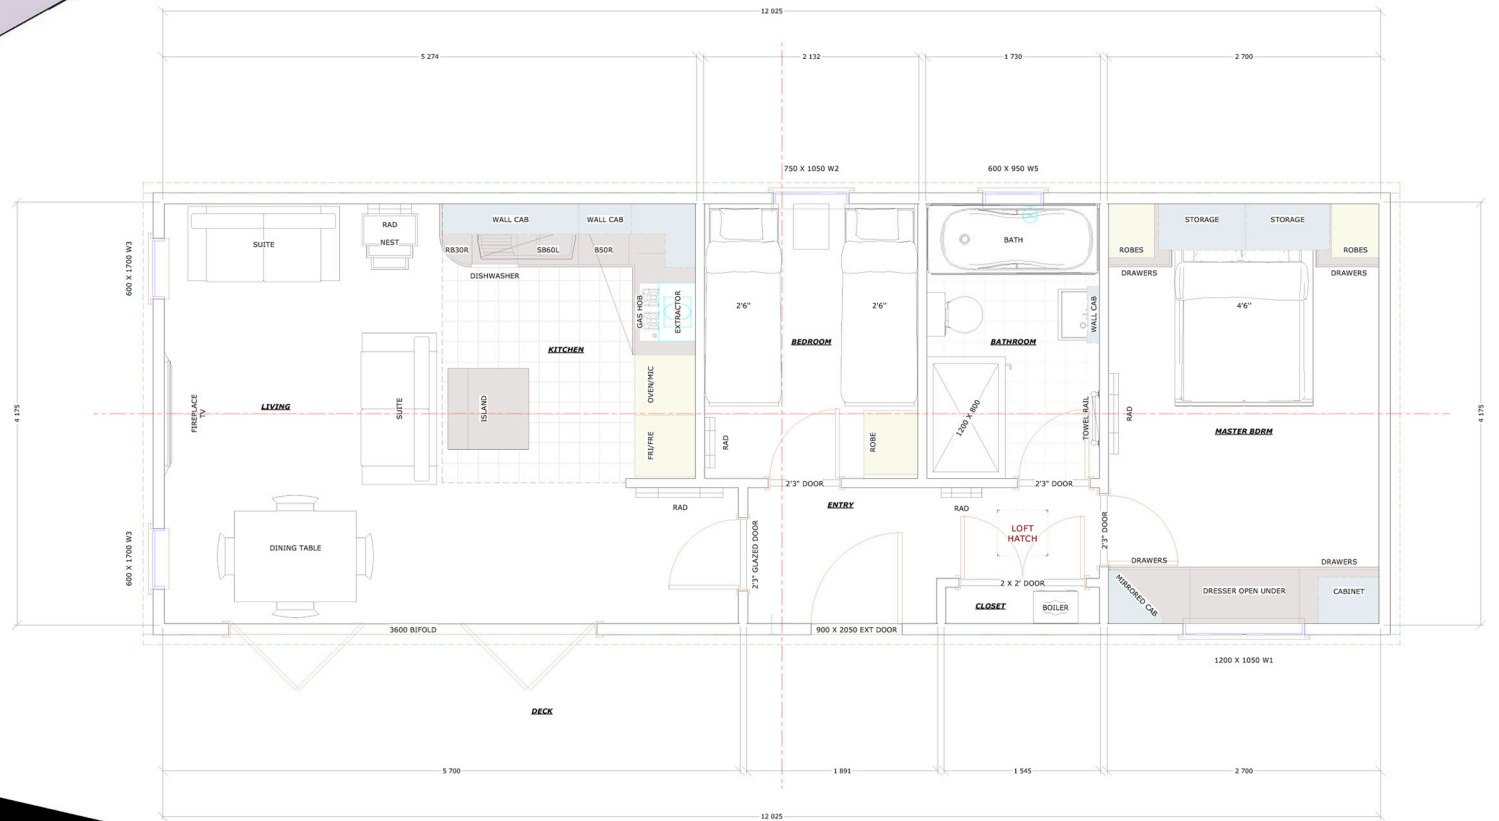 12 025
5 274
2 132
1 730
2 700
750 X 1050 W2
600 X 950 W5
600 X 1700 W3
4 175
600 X 1700 W3
SUITE
RAD
NEST
WALL CAB
WALL CAB
RB30R
SB60L
B50R
DISHWASHER
GAS HOB
EXTRACTOR
KITCHEN
OVEN/MIC
FRI/FRE
ISLAND
SUITE
LIVING
FIREPLACE
TV
DINING TABLE
RAD
2'3" GLAZED DOOR
3600 BIFOLD
DECK
2'6"
2'6"
BEDROOM
RAD
ROBE
2'3" DOOR
ENTRY
900 X 2050 EXT DOOR
BATH
WALL CAB
BATHROOM
1200 X 800
TOWEL RAIL
2'3" DOOR
RAD
LOFT
HATCH
2 X 2' DOOR
CLOSET
BOILER
2'3" DOOR
ROBES
STORAGE
STORAGE
ROBES
DRAWERS
DRAWERS
4'6"
RAD
MASTER BDRM
DRAWERS
DRAWERS
MIRRORED CAB
DRESSER OPEN UNDER
CABINET
1200 X 1050 W1
4 175
5 700
1 891
1 545
2 700
12 025